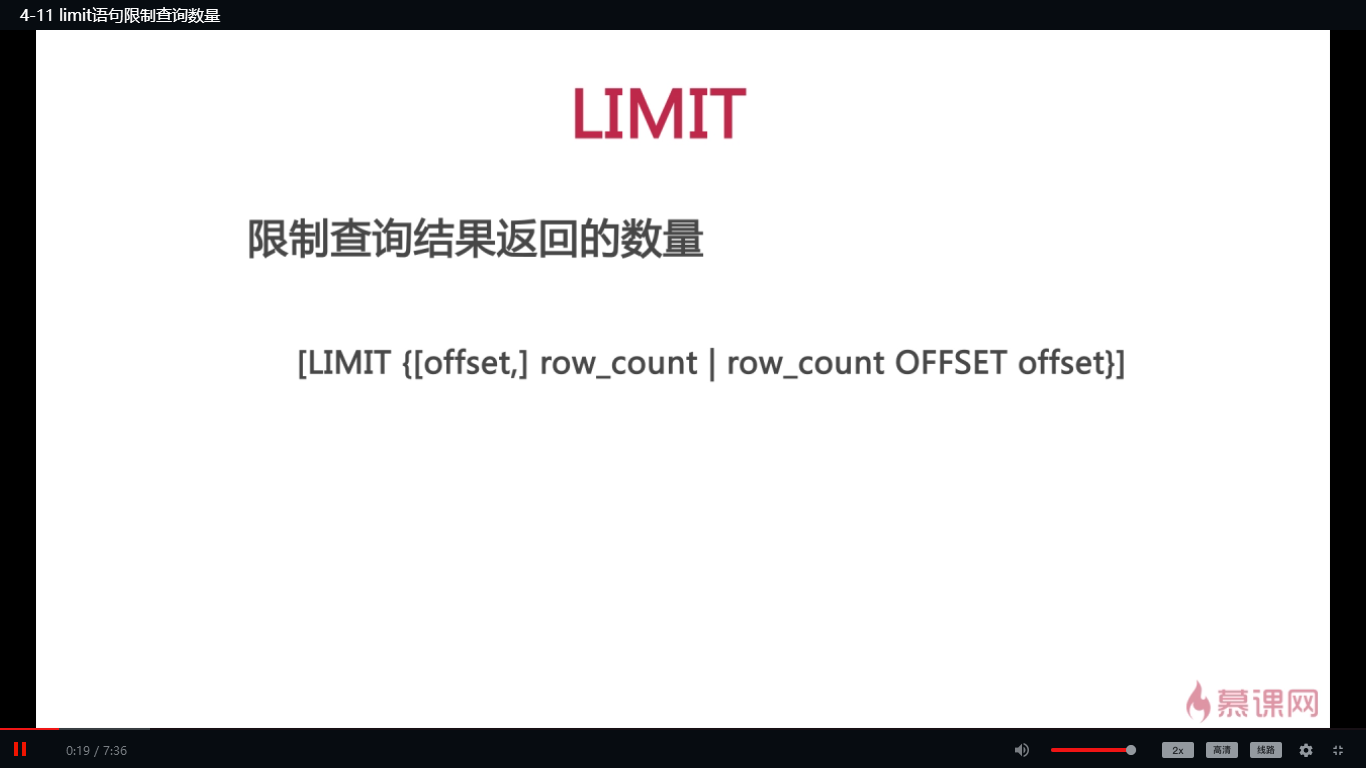 4-11 limit语句限制查询数量
LIMIT
限制查询结果返回的数量
[LIMIT {[offset,] row_count | row_count OFFSET offset}]
慕课网
0:19 / 7:36
2x
高清
线路